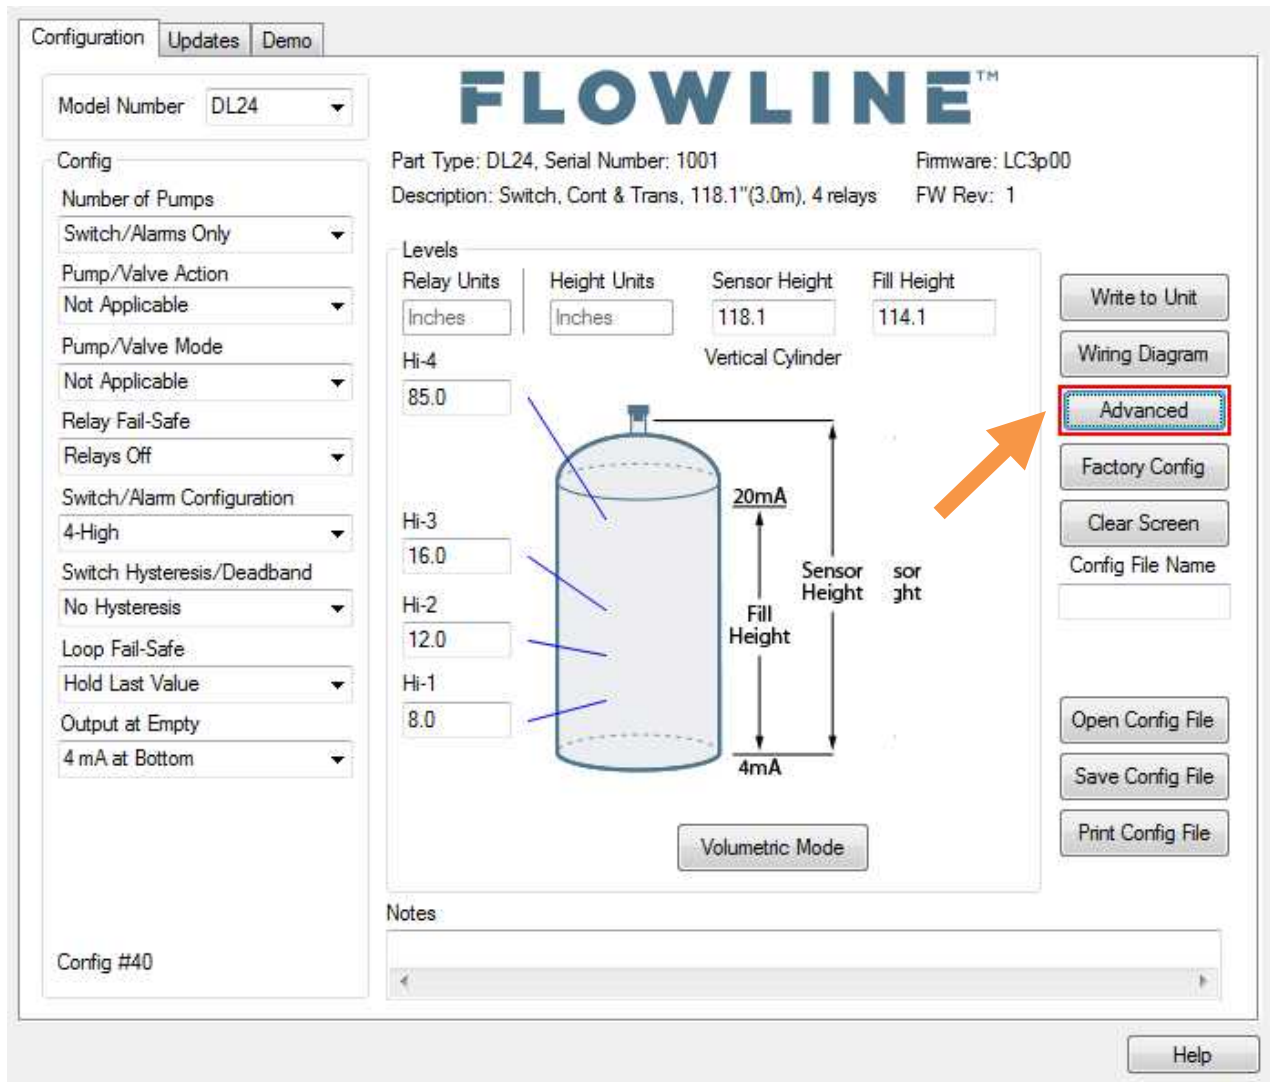 Configuration
Updates
Demo
Model Number
DL24
FLOWLINE™
Config
Part Type: DL24, Serial Number: 1001
Firmware: LC3p00
Description: Switch, Cont & Trans, 118.1"(3.0m), 4 relays
FW Rev: 1
Number of Pumps
Switch/Alarms Only
Pump/Valve Action
Not Applicable
Pump/Valve Mode
Not Applicable
Relay Fail-Safe
Relays Off
Switch/Alarm Configuration
4-High
Switch Hysteresis/Deadband
No Hysteresis
Loop Fail-Safe
Hold Last Value
Output at Empty
4 mA at Bottom
Config #40
Levels
Relay Units
Height Units
Sensor Height
Fill Height
Inches
Inches
118.1
114.1
Hi-4
Vertical Cylinder
85.0
20mA
Hi-3
16.0
Sensor
Height
sor
ght
Hi-2
12.0
Fill
Height
Hi-1
8.0
4mA
Volumetric Mode
Write to Unit
Wiring Diagram
Advanced
Factory Config
Clear Screen
Config File Name
Open Config File
Save Config File
Print Config File
Notes
Help